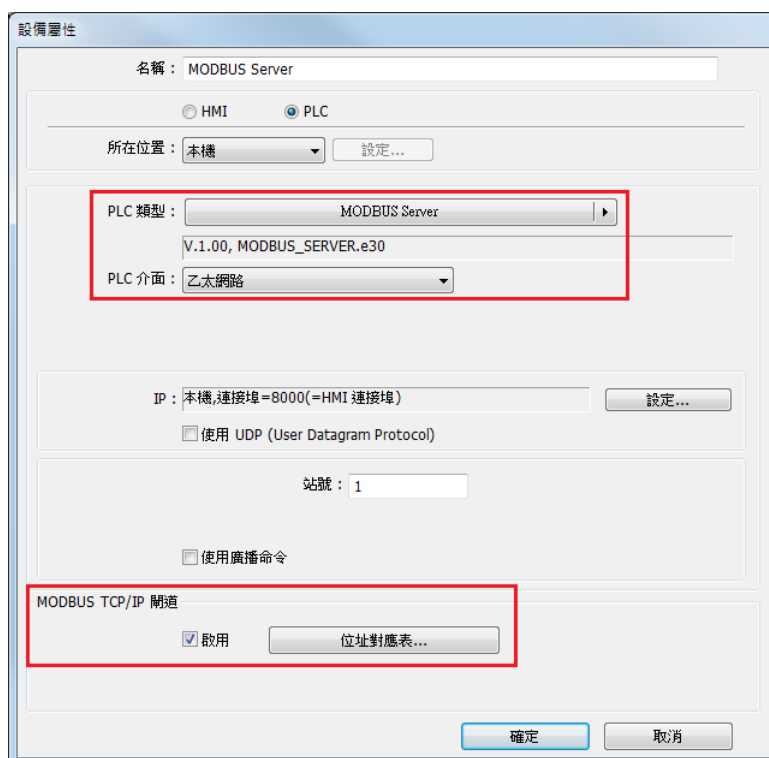 設備屬性
名稱： MODBUS Server
HMI PLC
所在位置： 本機 設定...
PLC 類型： MODBUS Server
V.1.00, MODBUS_SERVER.e30
PLC 介面： 乙太網路
IP： 本機,連接埠=8000(=HMI 連接埠) 設定...
使用 UDP (User Datagram Protocol)
站號： 1
使用廣播命令
MODBUS TCP/IP 閘道
啟用 位址對應表...
確定 取消